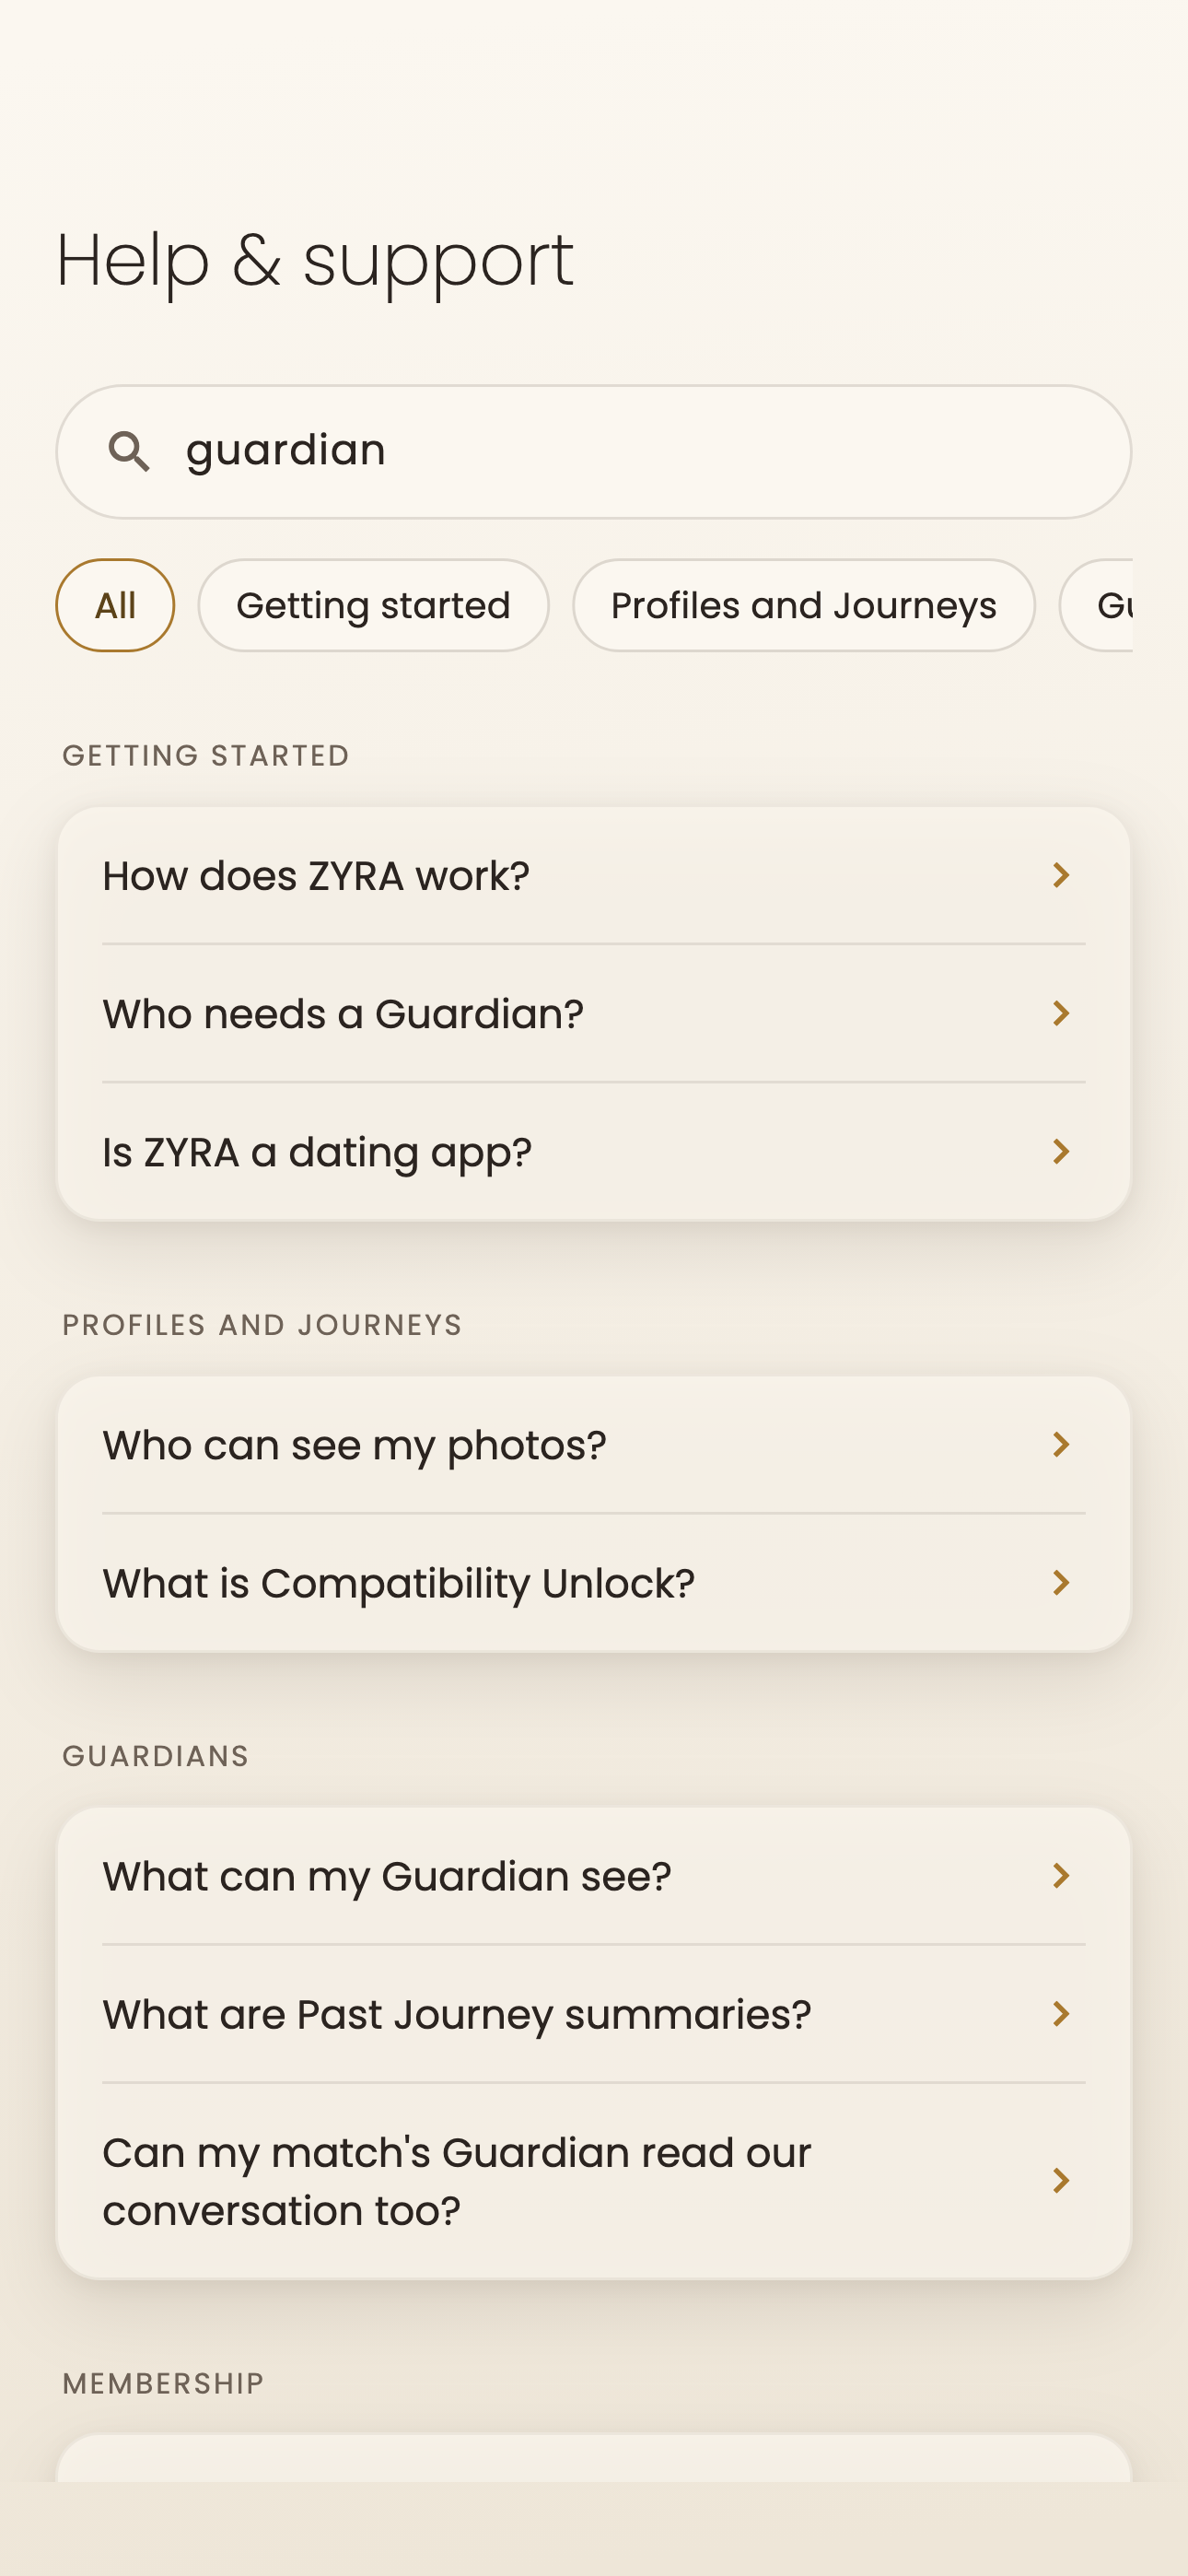 Help & support
guardian
All
Getting started
Profiles and Journeys
GETTING STARTED
How does ZYRA work?
Who needs a Guardian?
Is ZYRA a dating app?
PROFILES AND JOURNEYS
Who can see my photos?
What is Compatibility Unlock?
GUARDIANS
What can my Guardian see?
What are Past Journey summaries?
Can my match's Guardian read our
conversation too?
MEMBERSHIP